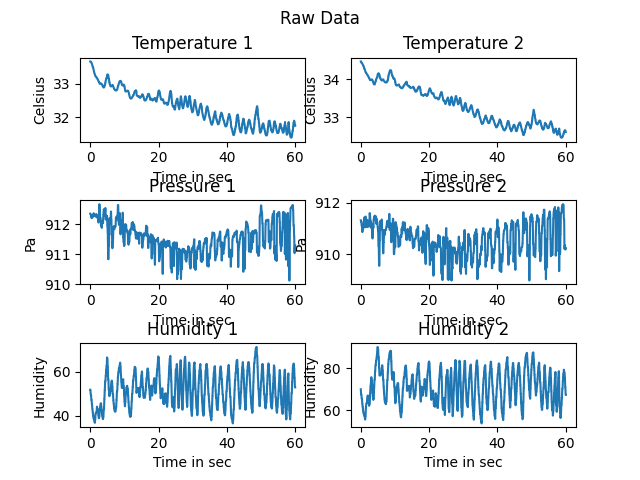 Raw Data
Temperature 1
Temperature 2
Celsius
33
32
0
20
40
60
Time in sec
Celsius
34
33
0
20
40
60
Time in sec
Pressure 1
Pressure 2
Pa
912
911
910
0
20
40
60
Time in sec
Pa
912
910
0
20
40
60
Time in sec
Humidity 1
Humidity 2
Humidity
60
40
0
20
40
60
Time in sec
Humidity
80
60
0
20
40
60
Time in sec